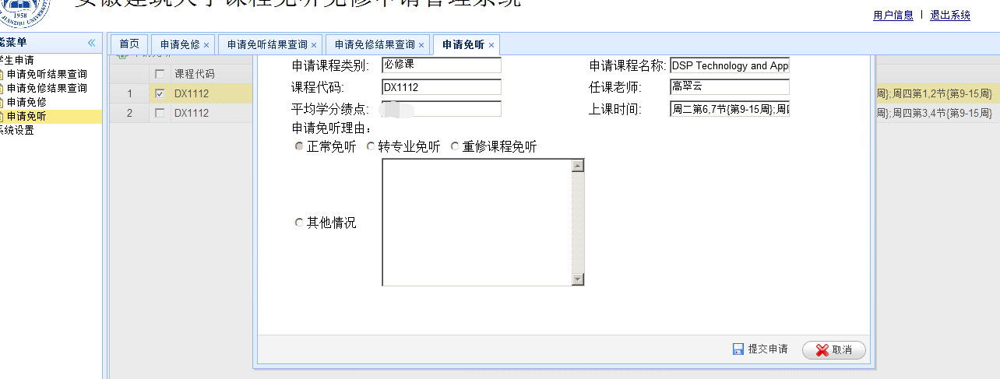 安徽建筑大学课程免听免修申请管理系统
1958
JIANZHU UNIVERSITY
用户信息 | 退出系统
能菜单 «
首页 申请免修 × 申请免听结果查询 × 申请免修结果查询 × 申请免听 ×
学生申请
申请免听结果查询
申请免修结果查询
申请免修
申请免听
系统设置
申请免听
课程代码
1 DX1112 周};周四第1,2节{第9-15周}
2 DX1112 周};周四第3,4节{第9-15周}
申请课程类别: 必修课 申请课程名称: DSP Technology and App
课程代码: DX1112 任课老师: 高翠云
平均学分绩点: 上课时间: 周二第6,7节{第9-15周};周
申请免听理由：
正常免听 转专业免听 重修课程免听
其他情况
提交申请 取消